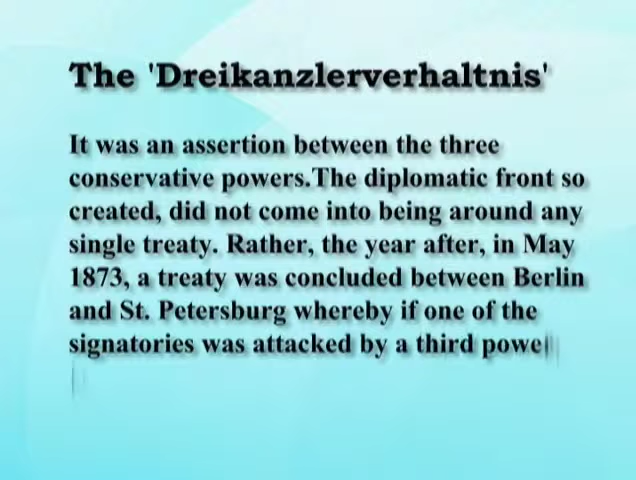 The 'Dreikanzlerverhaltnis'
It was an assertion between the three
conservative powers.The diplomatic front so
created, did not come into being around any
single treaty. Rather, the year after, in May
1873, a treaty was concluded between Berlin
and St. Petersburg whereby if one of the
signatories was attacked by a third powe